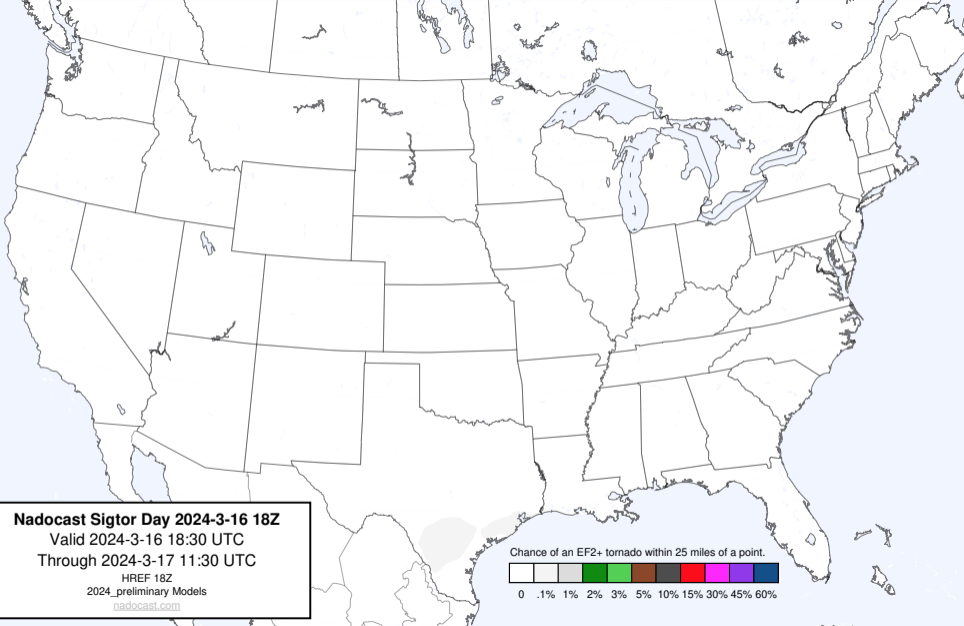 Nadocast Sigtor Day 2024-3-16 18Z
Valid 2024-3-16 18:30 UTC
Through 2024-3-17 11:30 UTC
HREF 18Z
2024_preliminary Models
nadocast.com
Chance of an EF2+ tornado within 25 miles of a point.
0 .1% 1% 2% 3% 5% 10% 15% 30% 45% 60%